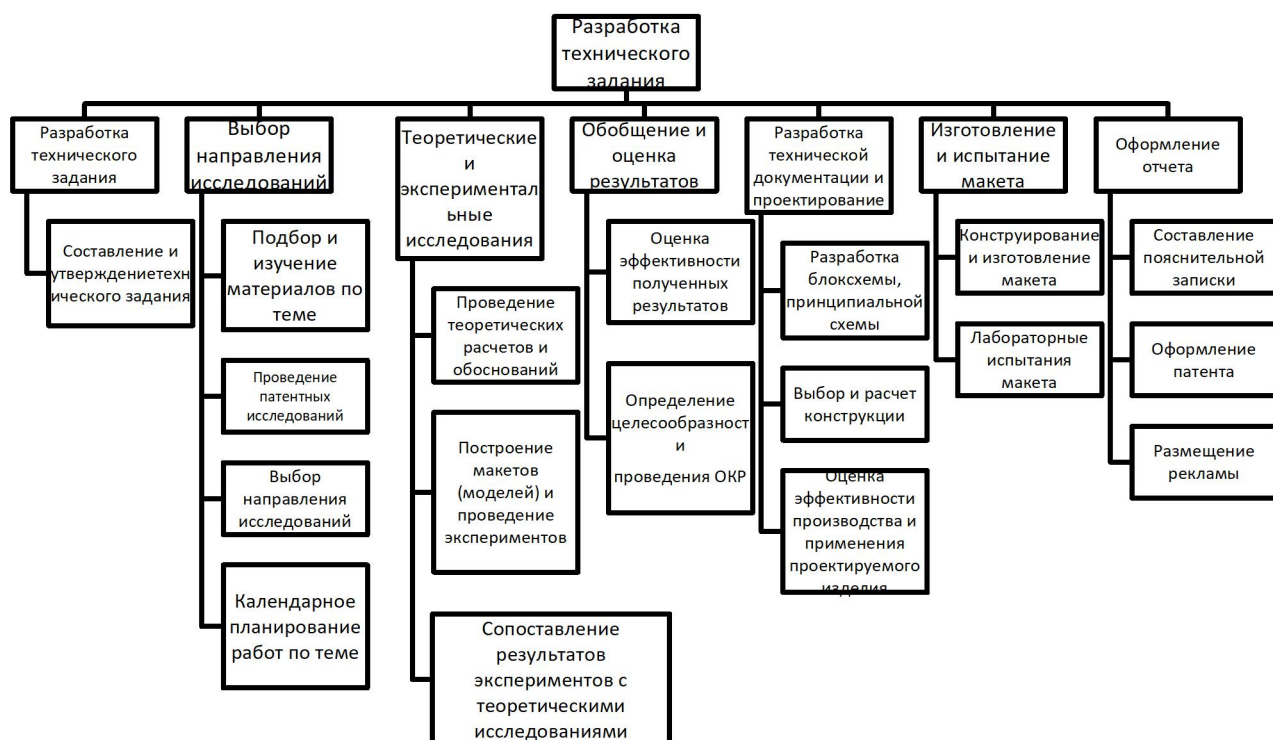 Разработка
технического
задания
Разработка
технического
задания
Составление и
утверждениетехн
ического задания
Выбор
направления
исследований
Подбор и
изучение
материалов по
теме
Проведение
патентных
исследований
Выбор
направления
исследований
Календарное
планирование
работ по теме
Теоретические
и
эксперименталь
ьные
исследования
Проведение
теоретических
расчетов и
обоснований
Построение
макетов
(моделей) и
проведение
экспериментов
Сопоставление
результатов
экспериментов с
теоретическими
исследованиями
Обобщение и
оценка
результатов
Оценка
эффективности
полученных
результатов
Определение
целесообразност
и
проведения ОКР
Разработка
технической
документации и
проектирование
Разработка
блоксхемы,
принципиальной
схемы
Выбор и расчет
конструкции
Оценка
эффективности
производства и
применения
проектируемого
изделия
Изготовление
и испытание
макета
Конструирование
и изготовление
макета
Лабораторные
испытания
макета
Оформление
отчета
Составление
пояснительной
записки
Оформление
патента
Размещение
рекламы